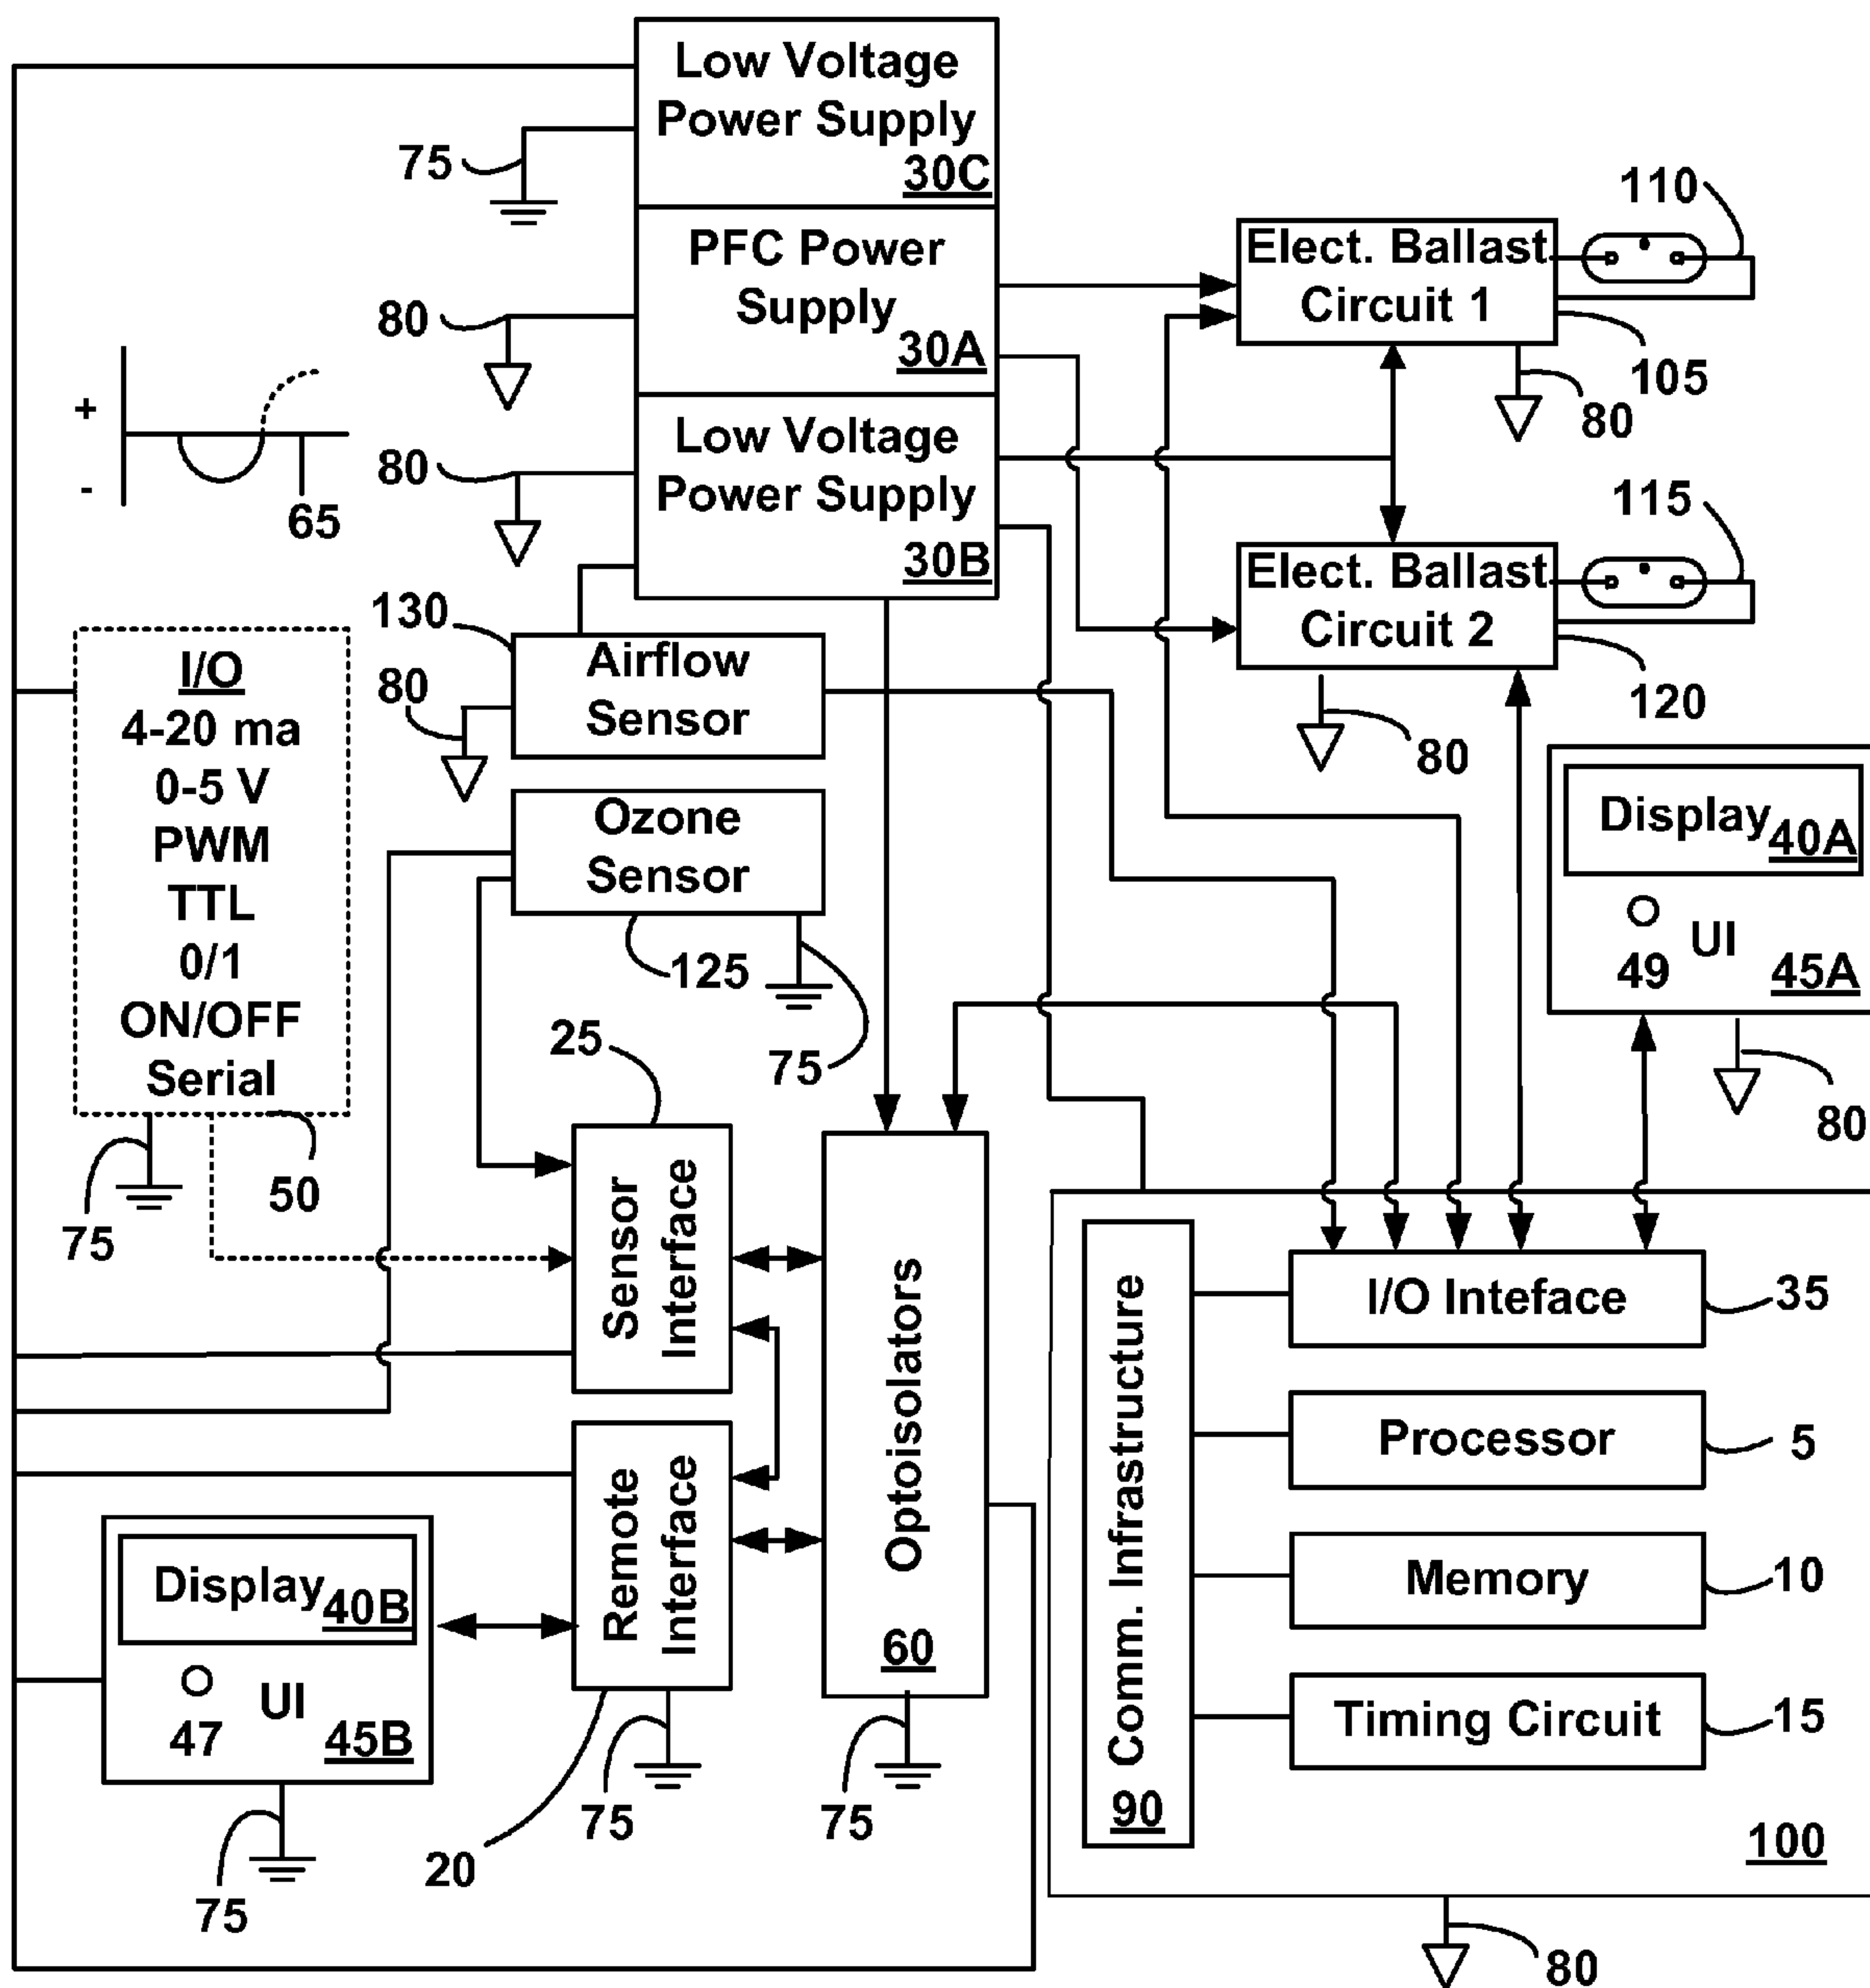 Low Voltage
Power Supply
30C
75
PFC Power
Supply
30A
80
Low Voltage
Power Supply
30B
80
+
-
65
110
Elect. Ballast
Circuit 1
105
80
115
Elect. Ballast
Circuit 2
120
80
130
Airflow
Sensor
80
I/O
4-20 ma
0-5 V
PWM
TTL
0/1
ON/OFF
Serial
50
75
Ozone
Sensor
125
75
Display
40A
49
UI
45A
80
25
Sensor
Interface
Remote
Interface
20
75
Optoisolators
60
75
Display
40B
47
UI
45B
75
Comm. Infrastructure
90
I/O Inteface
35
Processor
5
Memory
10
Timing Circuit
15
100
80